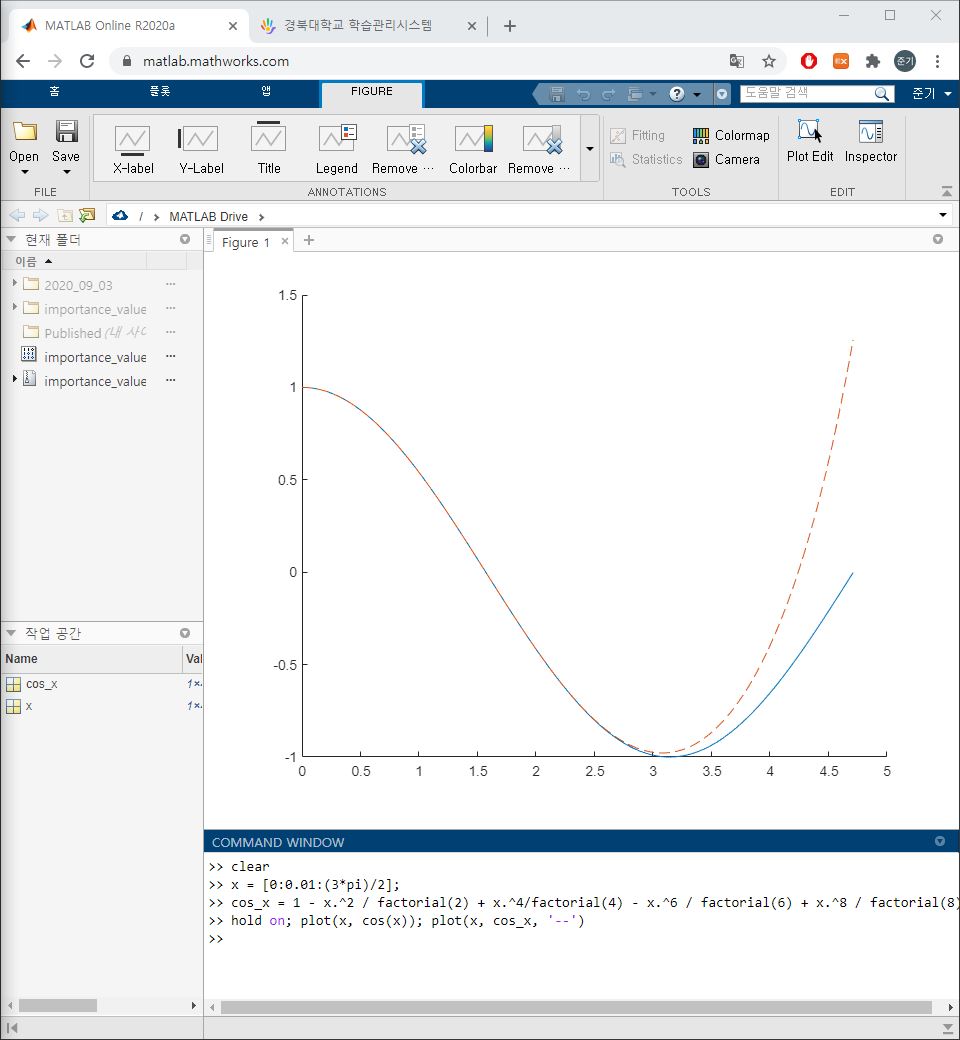 MATLAB Online R2020a
경북대학교 학습관리시스템
matlab.mathworks.com
EX
준기
홈 플롯 앱 FIGURE
도움말 검색
준기
Open Save
X-label Y-Label Title Legend Remove ··· Colorbar Remove ···
Fitting Colormap
Statistics Camera
Plot Edit Inspector
FILE ANNOTATIONS TOOLS EDIT
/ › MATLAB Drive ›
현재 폴더
이름
2020_09_03 ···
importance_value ···
Published (내 사 ···
importance_value ···
importance_value ···
작업 공간
Name Val
cos_x 1×
x 1×
Figure 1
1.5
1
0.5
0
-0.5
-1
0 0.5 1 1.5 2 2.5 3 3.5 4 4.5 5
COMMAND WINDOW
>> clear
>> x = [0:0.01:(3*pi)/2];
>> cos_x = 1 - x.^2 / factorial(2) + x.^4/factorial(4) - x.^6 / factorial(6) + x.^8 / factorial(8)
>> hold on; plot(x, cos(x)); plot(x, cos_x, '--')
>>